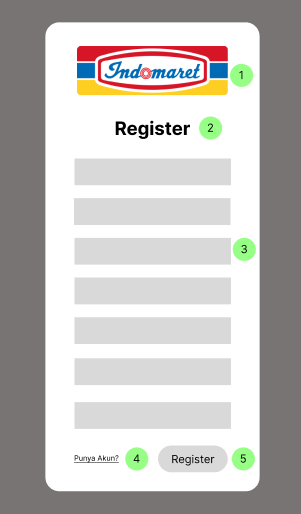 Indomaret
1
Register
2
3
Punya Akun?
4
Register
5